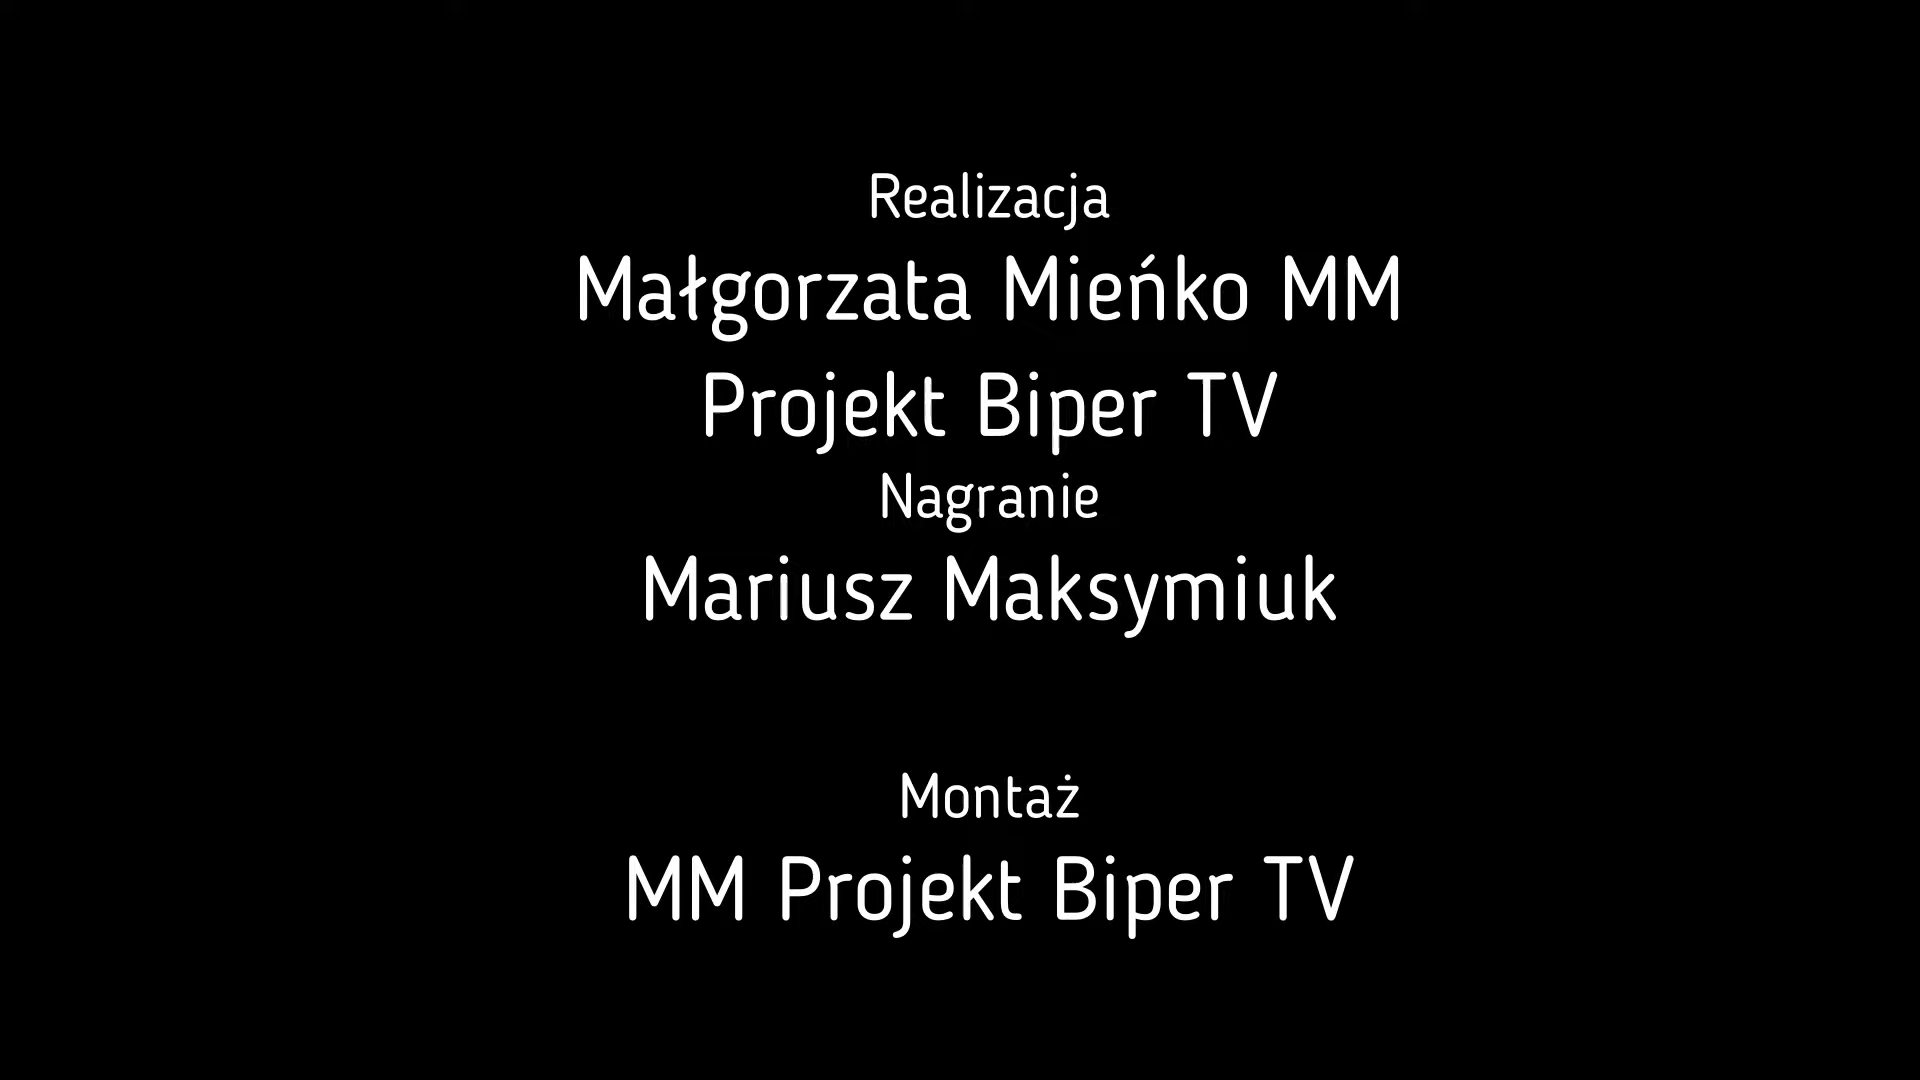 Realizacja
Małgorzata Mieńko MM
Projekt Biper TV
Nagranie
Mariusz Maksymiuk
Montaż
MM Projekt Biper TV